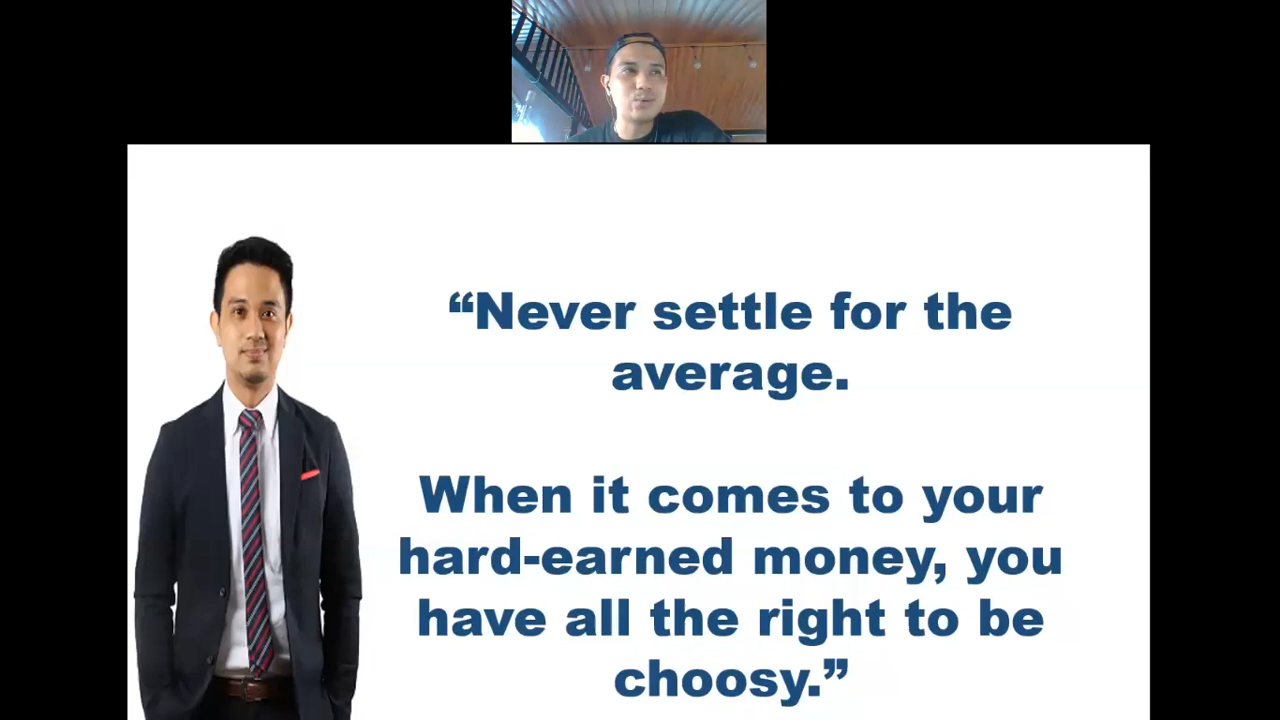 “Never settle for the
average.
When it comes to your
hard-earned money, you
have all the right to be
choosy.”